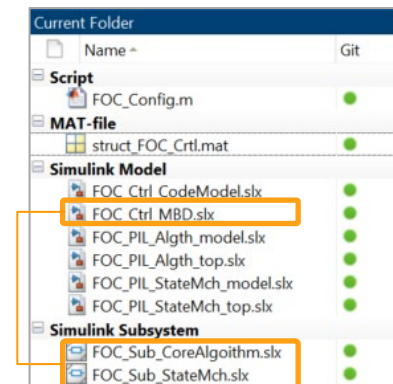 Current Folder
Name Git
Script
FOC_Config.m
MAT-file
struct_FOC_Crtl.mat
Simulink Model
FOC_Ctrl_CodeModel.slx
FOC_Ctrl_MBD.slx
FOC_PIL_Algth_model.slx
FOC_PIL_Algth_top.slx
FOC_PIL_StateMch_model.slx
FOC_PIL_StateMch_top.slx
Simulink Subsystem
FOC_Sub_CoreAlgoithm.slx
FOC_Sub_StateMch.slx